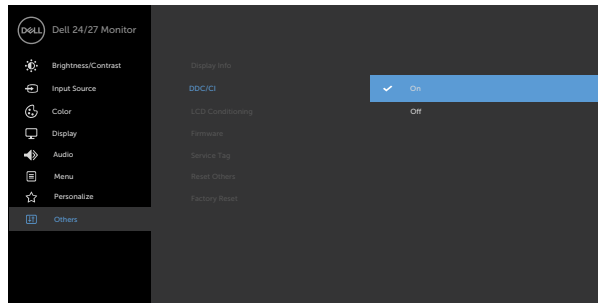 DELL Dell 24/27 Monitor
Brightness/Contrast
Input Source
Color
Display
Audio
Menu
Personalize
Others
Display Info
DDC/CI
LCD Conditioning
Firmware
Service Tag
Reset Others
Factory Reset
On
Off